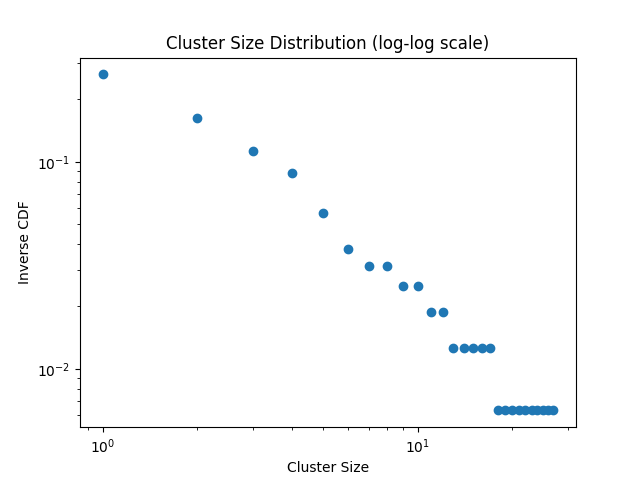 Cluster Size Distribution (log-log scale)
Inverse CDF
10⁻¹
10⁻²
10⁰
10¹
Cluster Size